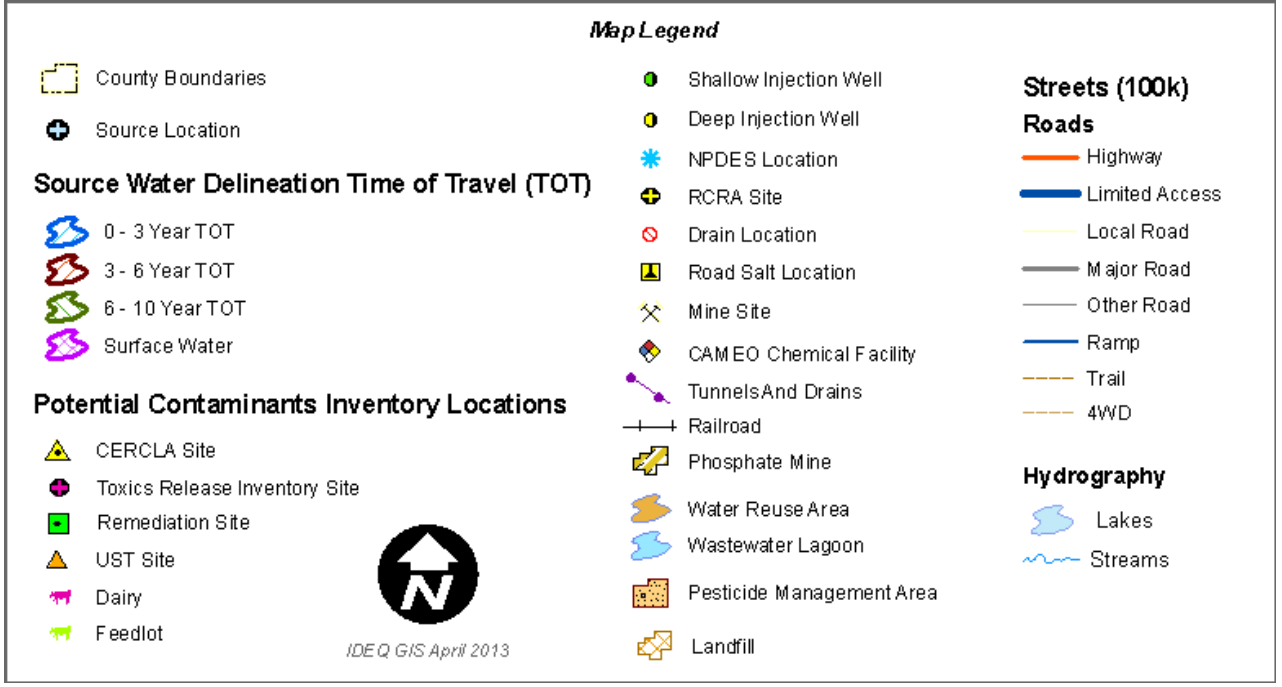 Map Legend
County Boundaries
Source Location
Source Water Delineation Time of Travel (TOT)
0 - 3 Year TOT
3 - 6 Year TOT
6 - 10 Year TOT
Surface Water
Potential Contaminants Inventory Locations
CERCLA Site
Toxics Release Inventory Site
Remediation Site
UST Site
Dairy
Feedlot
N
IDEQ GIS April 2013
Shallow Injection Well
Deep Injection Well
NPDES Location
RCRA Site
Drain Location
Road Salt Location
Mine Site
CAMEO Chemical Facility
Tunnels And Drains
Railroad
Phosphate Mine
Water Reuse Area
Wastewater Lagoon
Pesticide Management Area
Landfill
Streets (100k)
Roads
Highway
Limited Access
Local Road
Major Road
Other Road
Ramp
Trail
4WD
Hydrography
Lakes
Streams